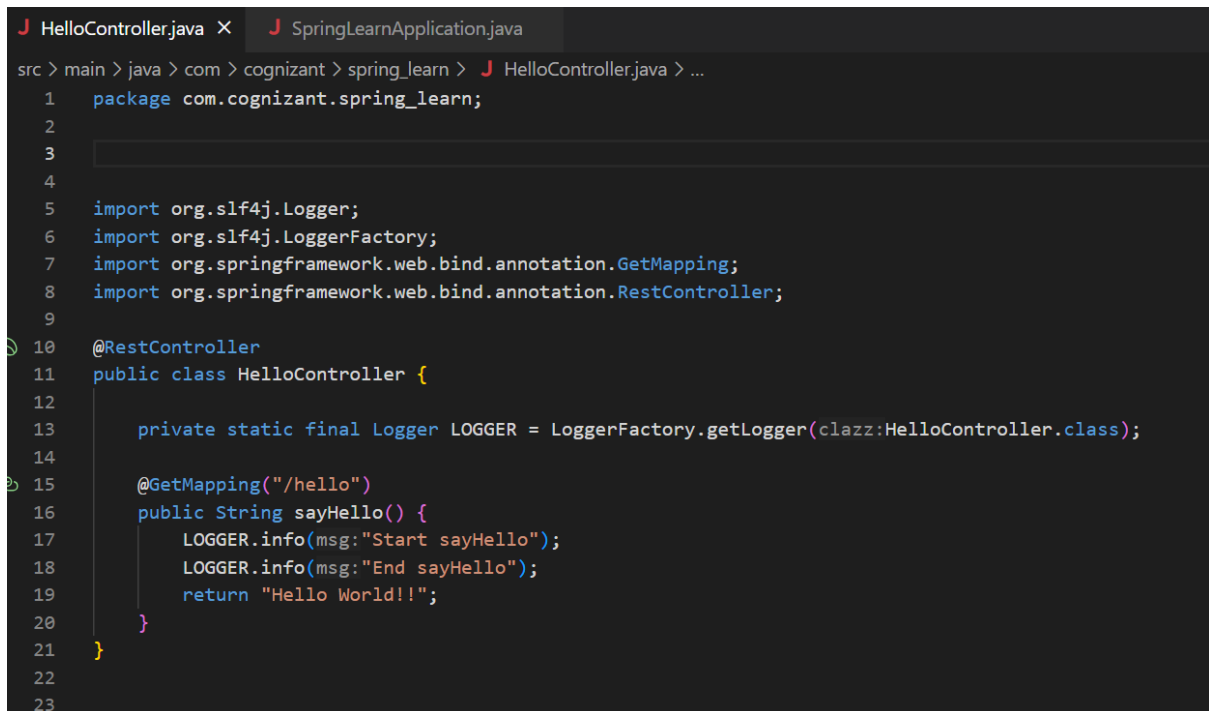 J HelloController.java X J SpringLearnApplication.java
src > main > java > com > cognizant > spring_learn > J HelloController.java > ...
1 package com.cognizant.spring_learn;
2
3
4
5 import org.slf4j.Logger;
6 import org.slf4j.LoggerFactory;
7 import org.springframework.web.bind.annotation.GetMapping;
8 import org.springframework.web.bind.annotation.RestController;
9
10 @RestController
11 public class HelloController {
12
13     private static final Logger LOGGER = LoggerFactory.getLogger(clazz:HelloController.class);
14
15     @GetMapping("/hello")
16     public String sayHello() {
17         LOGGER.info(msg:"Start sayHello");
18         LOGGER.info(msg:"End sayHello");
19         return "Hello World!!";
20     }
21 }
22
23